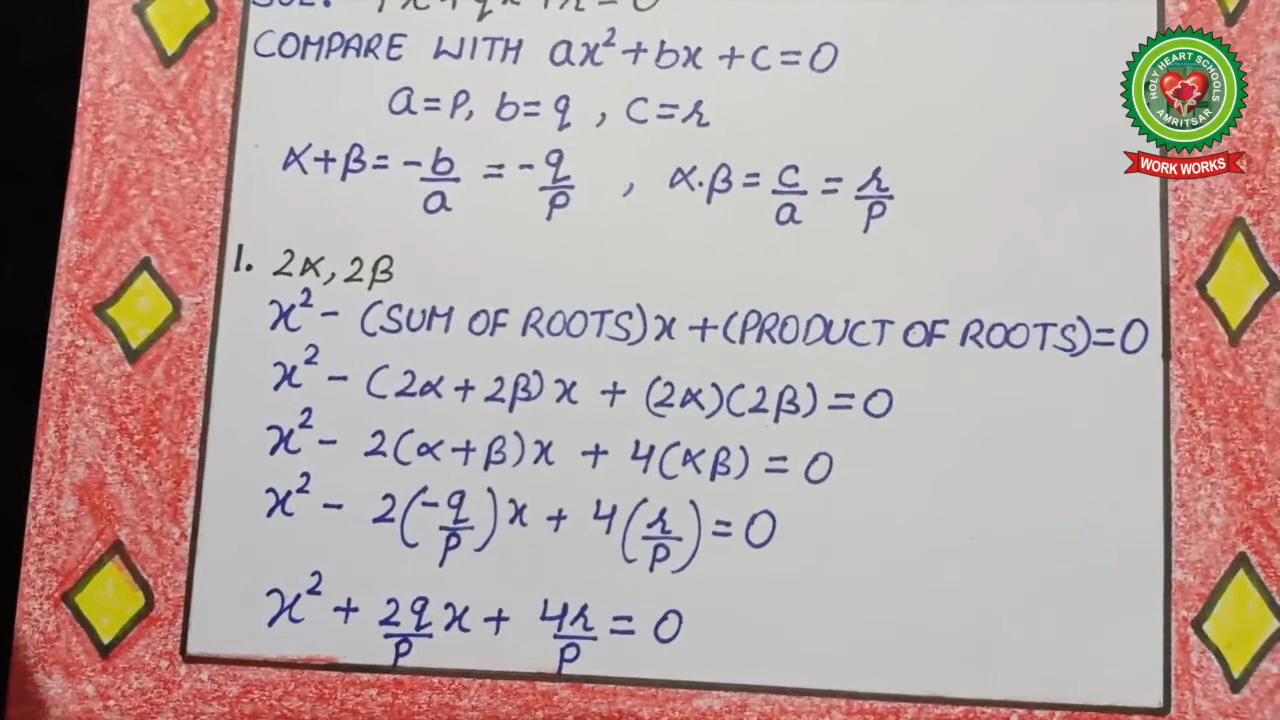 COMPARE WITH ax²+bx+c=0
a=p, b=q, c=r
α+β = -b/a = -q/p , α.β = c/a = r/p
1. 2α, 2β
x² - (SUM OF ROOTS)x + (PRODUCT OF ROOTS)=0
x² - (2α + 2β)x + (2α)(2β) = 0
x² - 2(α+β)x + 4(αβ) = 0
x² - 2(-q/p)x + 4(r/p) = 0
x² + 2q/p x + 4r/p = 0
HOLY HEART SCHOOLS
AMRITSAR
WORK WORKS